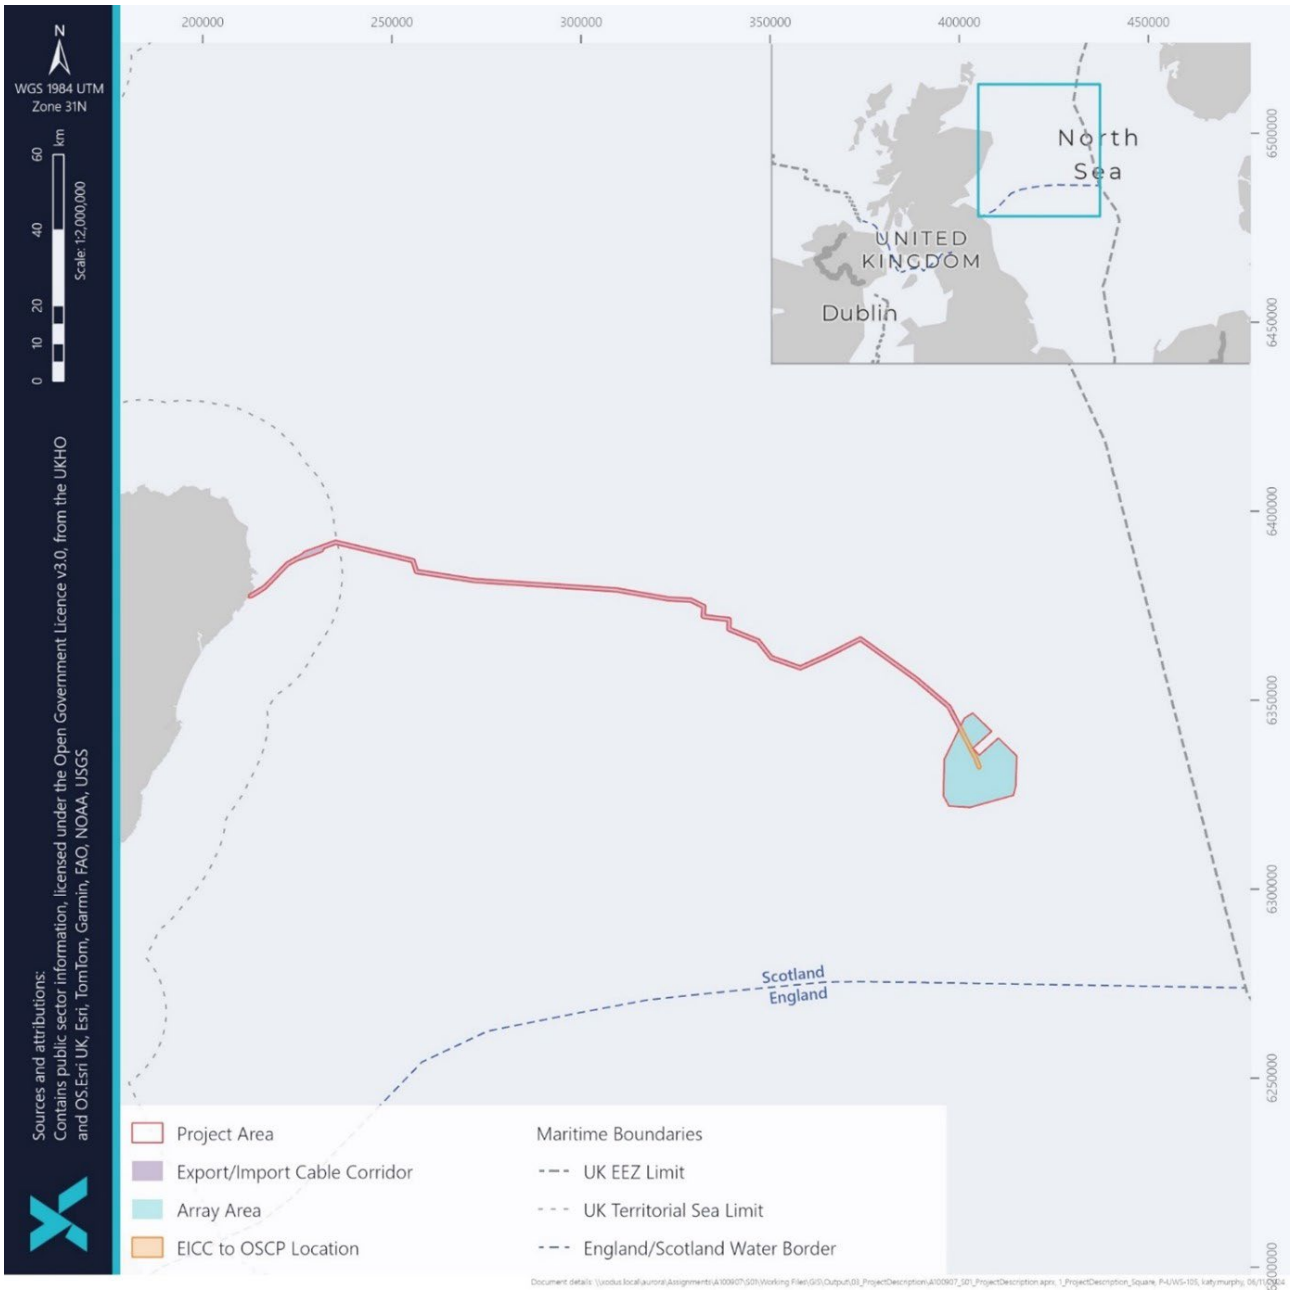 200000
250000
300000
350000
400000
450000
N
WGS 1984 UTM
Zone 31N
km
60
40
20
10
0
Scale: 1:2,000,000
Sources and attributions:
Contains public sector information, licensed under the Open Government Licence v3.0, from the UKHO
and OS.Esri UK, Esri, TomTom, Garmin, FAO, NOAA, USGS
North
Sea
UNITED
KINGDOM
Dublin
6500000
6450000
6400000
6350000
6300000
6250000
6200000
Scotland
England
Project Area
Export/Import Cable Corridor
Array Area
EICC to OSCP Location
Maritime Boundaries
UK EEZ Limit
UK Territorial Sea Limit
England/Scotland Water Border
Document details: